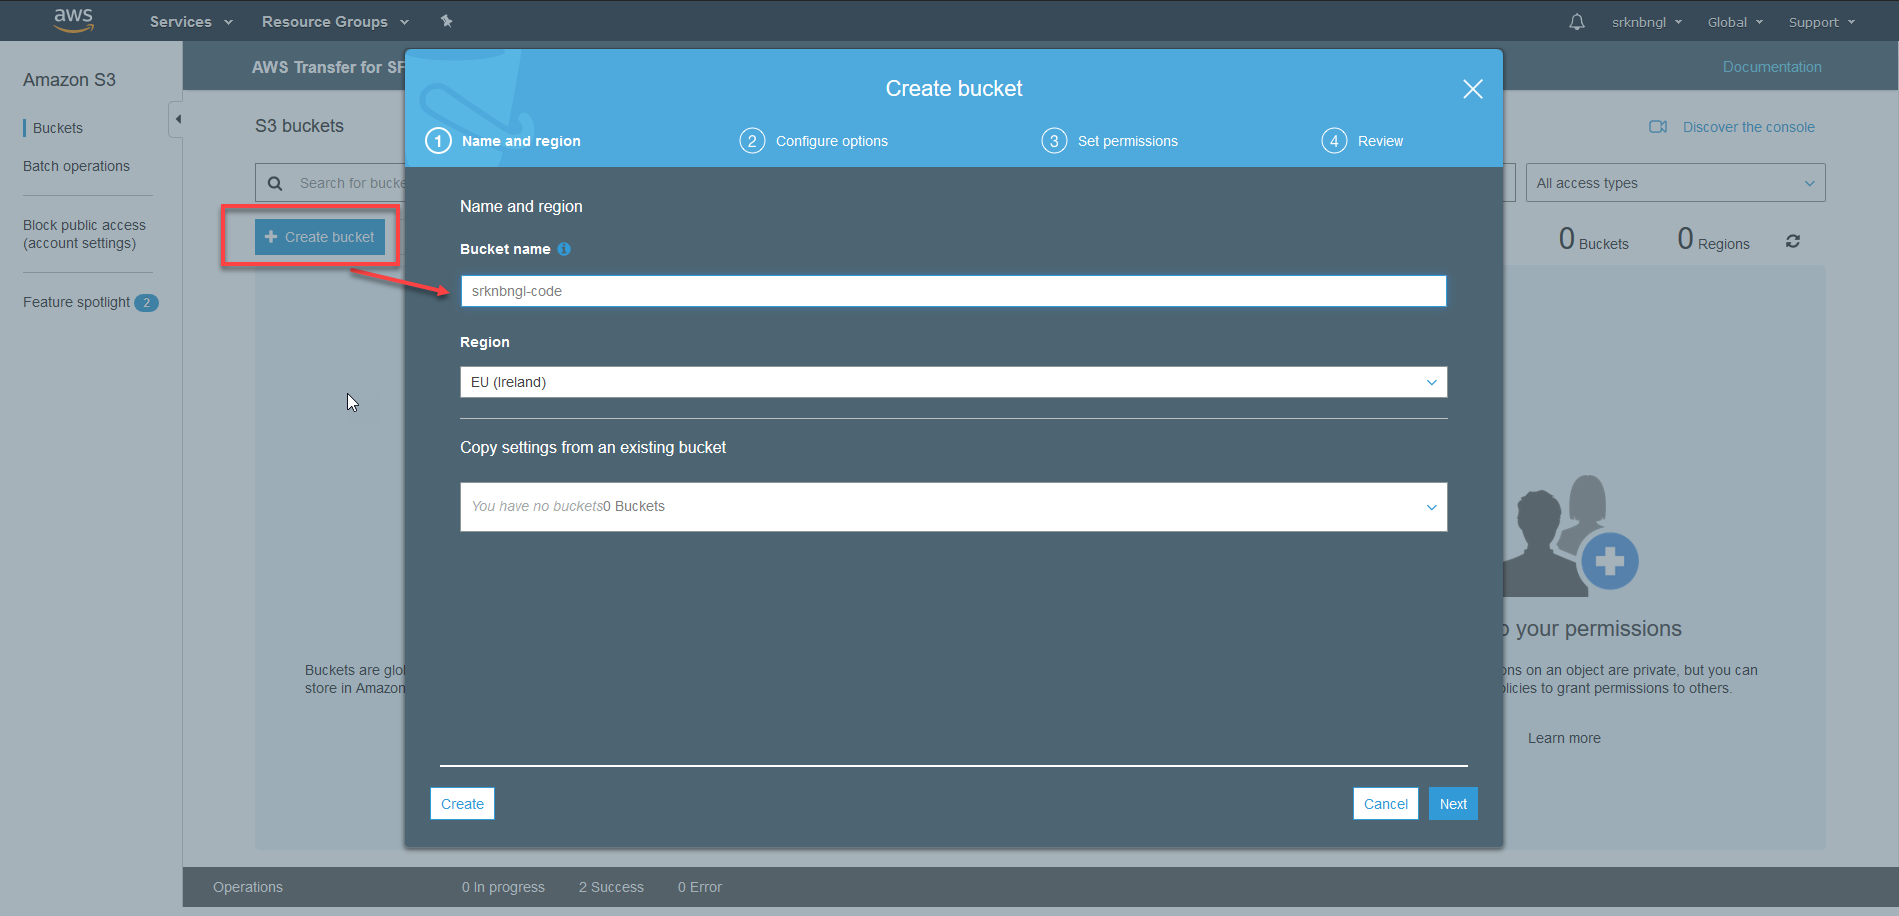 aws
Services
Resource Groups
srknbngl
Global
Support
Amazon S3
Buckets
Batch operations
Block public access
(account settings)
Feature spotlight 2
AWS Transfer for SF
Documentation
S3 buckets
Discover the console
Search for bucke
All access types
Create bucket
0 Buckets
0 Regions
Create bucket
1 Name and region
2 Configure options
3 Set permissions
4 Review
Name and region
Bucket name
srknbngl-code
Region
EU (Ireland)
Copy settings from an existing bucket
You have no buckets0 Buckets
Create
Cancel
Next
Buckets are glo
store in Amazon
your permissions
ons on an object are private, but you can
olicies to grant permissions to others.
Learn more
Operations
0 In progress
2 Success
0 Error